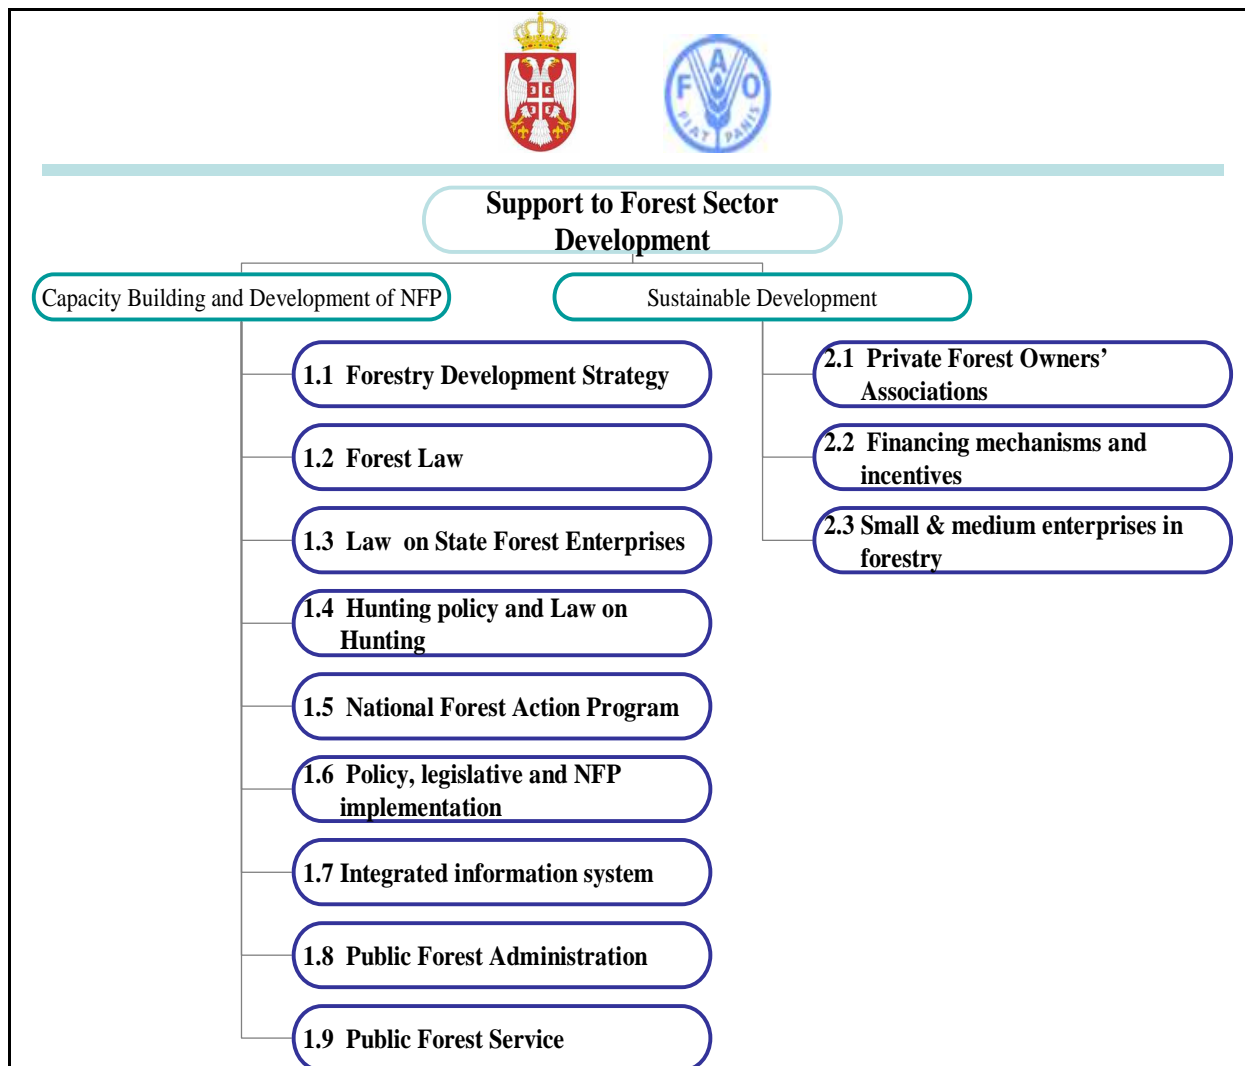 F A O
FIAT PANIS
Support to Forest Sector
Development
Capacity Building and Development of NFP
Sustainable Development
1.1 Forestry Development Strategy
1.2 Forest Law
1.3 Law on State Forest Enterprises
1.4 Hunting policy and Law on
Hunting
1.5 National Forest Action Program
1.6 Policy, legislative and NFP
implementation
1.7 Integrated information system
1.8 Public Forest Administration
1.9 Public Forest Service
2.1 Private Forest Owners’
Associations
2.2 Financing mechanisms and
incentives
2.3 Small & medium enterprises in
forestry